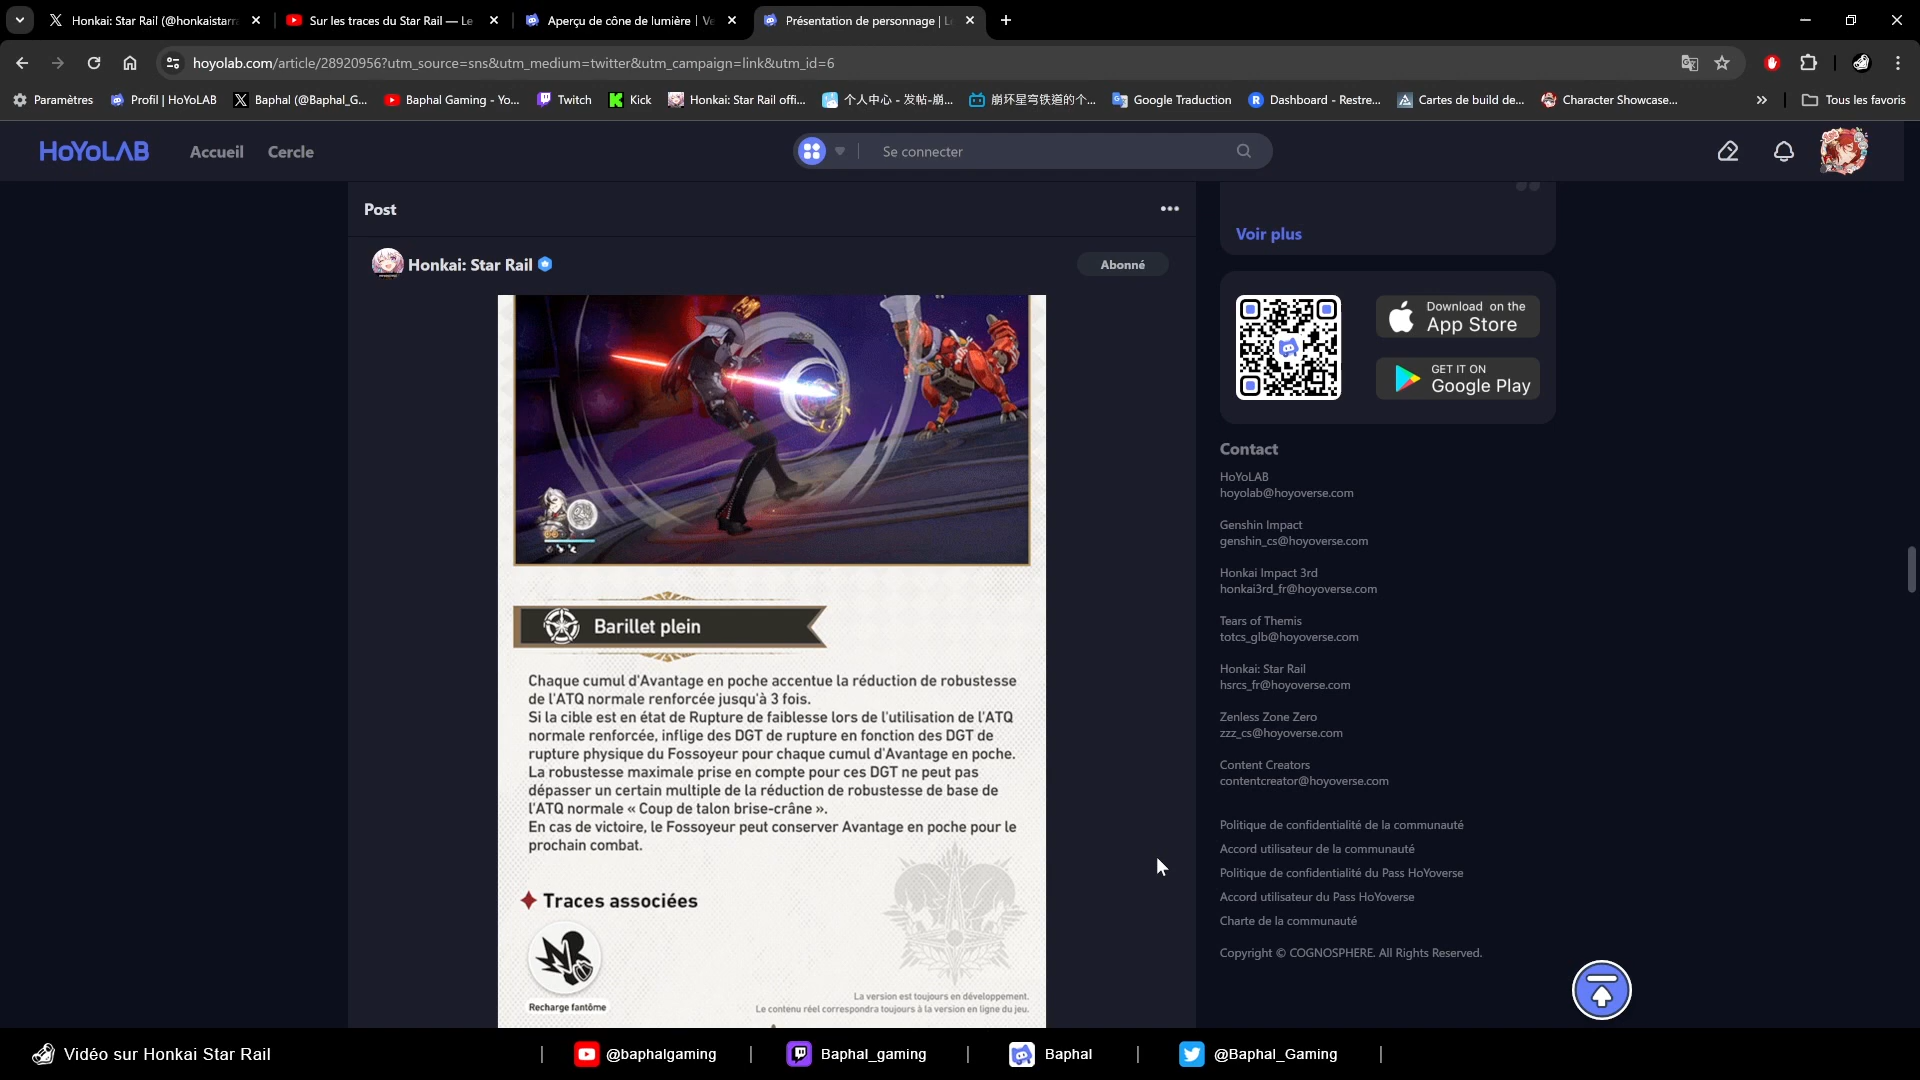 Honkai: Star Rail (@honkaistarra
Sur les traces du Star Rail — Le
Aperçu de cône de lumière | Ve
Présentation de personnage | Le
hoyolab.com/article/28920956?utm_source=sns&utm_medium=twitter&utm_campaign=link&utm_id=6
Paramètres
Profil | HoYoLAB
Baphal (@Baphal_G...
Baphal Gaming - Yo...
Twitch
Kick
Honkai: Star Rail offi...
个人中心 - 发帖-崩...
崩坏星穹铁道的个...
Google Traduction
Dashboard - Restre...
Cartes de build de...
Character Showcase...
Tous les favoris
HoYoLAB
Accueil
Cercle
Se connecter
Post
Honkai: Star Rail
Abonné
Barillet plein
Chaque cumul d'Avantage en poche accentue la réduction de robustesse
de l'ATQ normale renforcée jusqu'à 3 fois.
Si la cible est en état de Rupture de faiblesse lors de l'utilisation de l'ATQ
normale renforcée, inflige des DGT de rupture en fonction des DGT de
rupture physique du Fossoyeur pour chaque cumul d'Avantage en poche.
La robustesse maximale prise en compte pour ces DGT ne peut pas
dépasser un certain multiple de la réduction de robustesse de base de
l'ATQ normale « Coup de talon brise-crâne ».
En cas de victoire, le Fossoyeur peut conserver Avantage en poche pour le
prochain combat.
Traces associées
Recharge fantôme
La version est toujours en développement.
Le contenu réel correspondra toujours à la version en ligne du jeu.
Voir plus
Download on the
App Store
GET IT ON
Google Play
Contact
HoYoLAB
hoyolab@hoyoverse.com
Genshin Impact
genshin_cs@hoyoverse.com
Honkai Impact 3rd
honkai3rd_fr@hoyoverse.com
Tears of Themis
totcs_glb@hoyoverse.com
Honkai: Star Rail
hsrcs_fr@hoyoverse.com
Zenless Zone Zero
zzz_cs@hoyoverse.com
Content Creators
contentcreator@hoyoverse.com
Politique de confidentialité de la communauté
Accord utilisateur de la communauté
Politique de confidentialité du Pass HoYoverse
Accord utilisateur du Pass HoYoverse
Charte de la communauté
Copyright © COGNOSPHERE. All Rights Reserved.
Vidéo sur Honkai Star Rail
@baphalgaming
Baphal_gaming
Baphal
@Baphal_Gaming